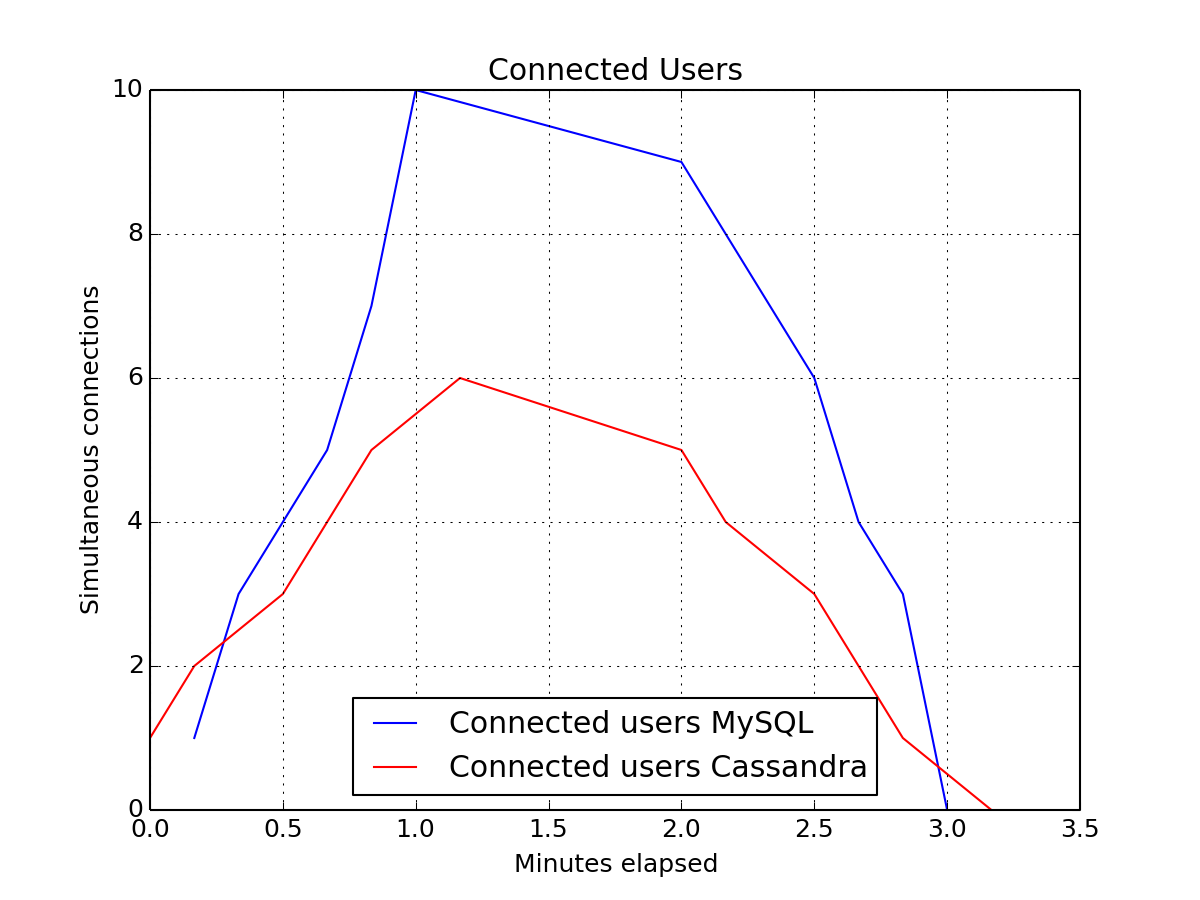 Connected Users
10
8
6
4
2
0
Simultaneous connections
Connected users MySQL
Connected users Cassandra
0.0 0.5 1.0 1.5 2.0 2.5 3.0 3.5
Minutes elapsed